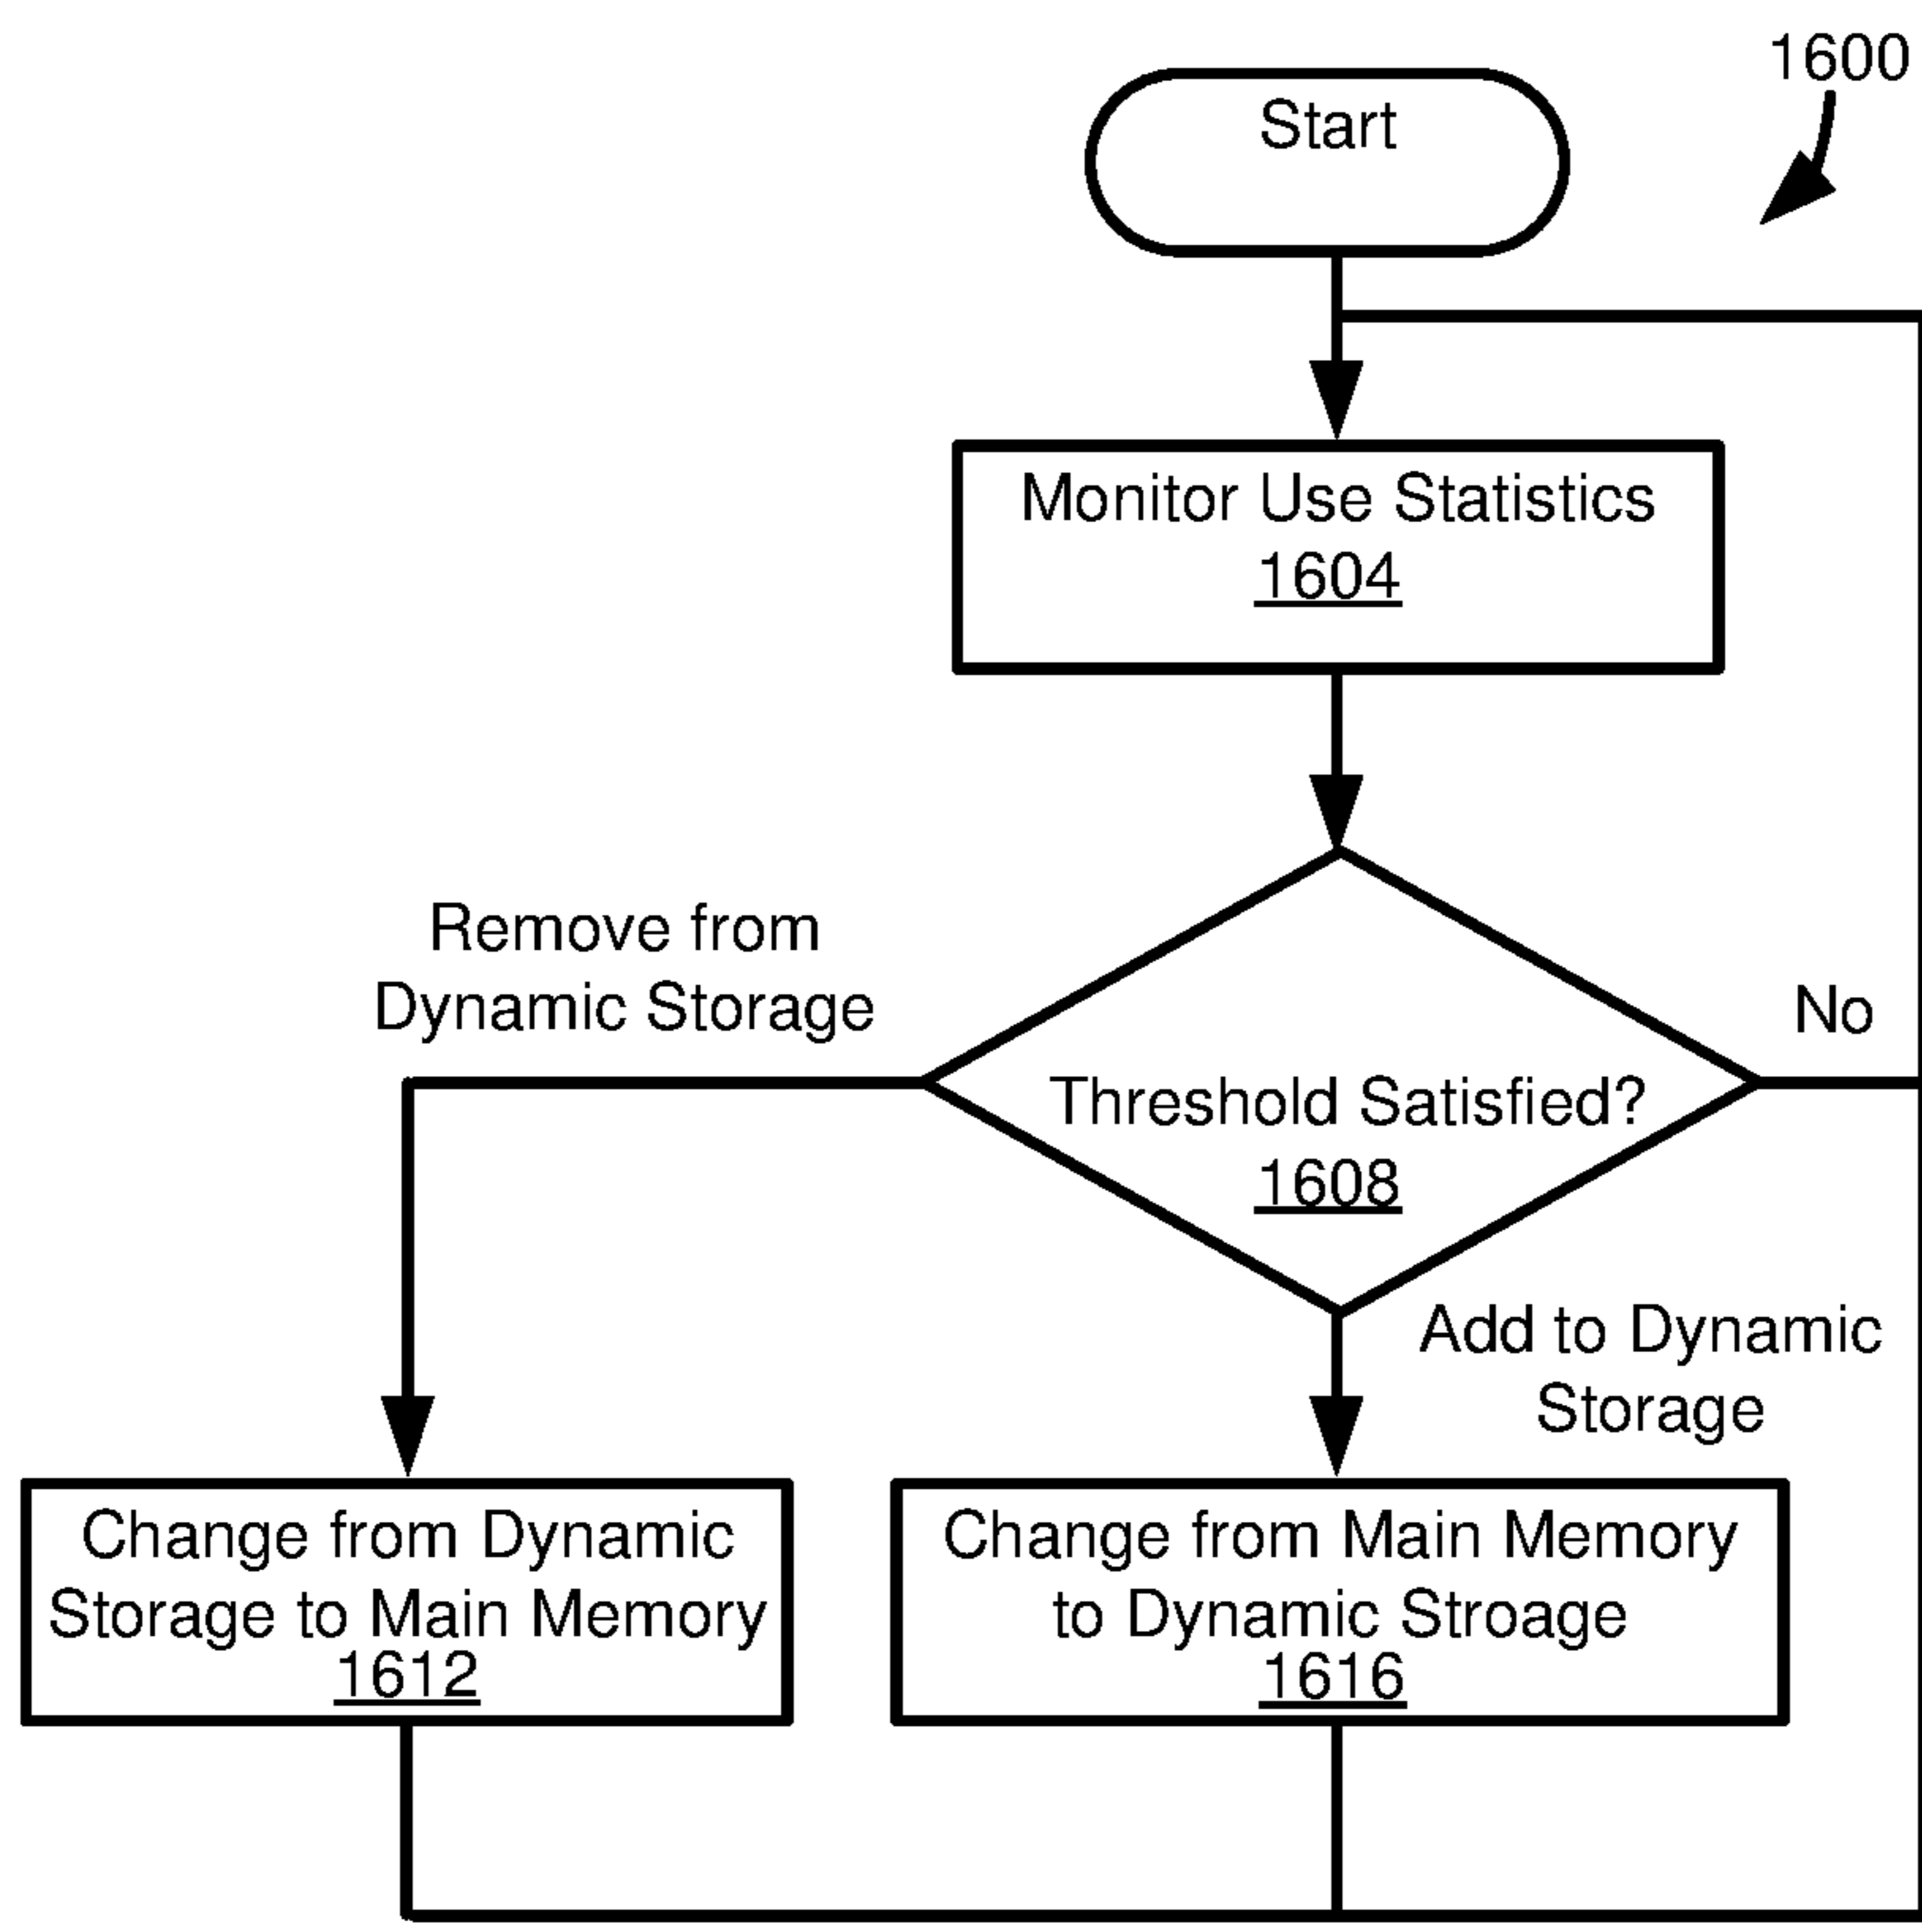 1600
Start
Monitor Use Statistics
1604
Remove from
Dynamic Storage
No
Threshold Satisfied?
1608
Add to Dynamic
Storage
Change from Dynamic
Storage to Main Memory
1612
Change from Main Memory
to Dynamic Stroage
1616